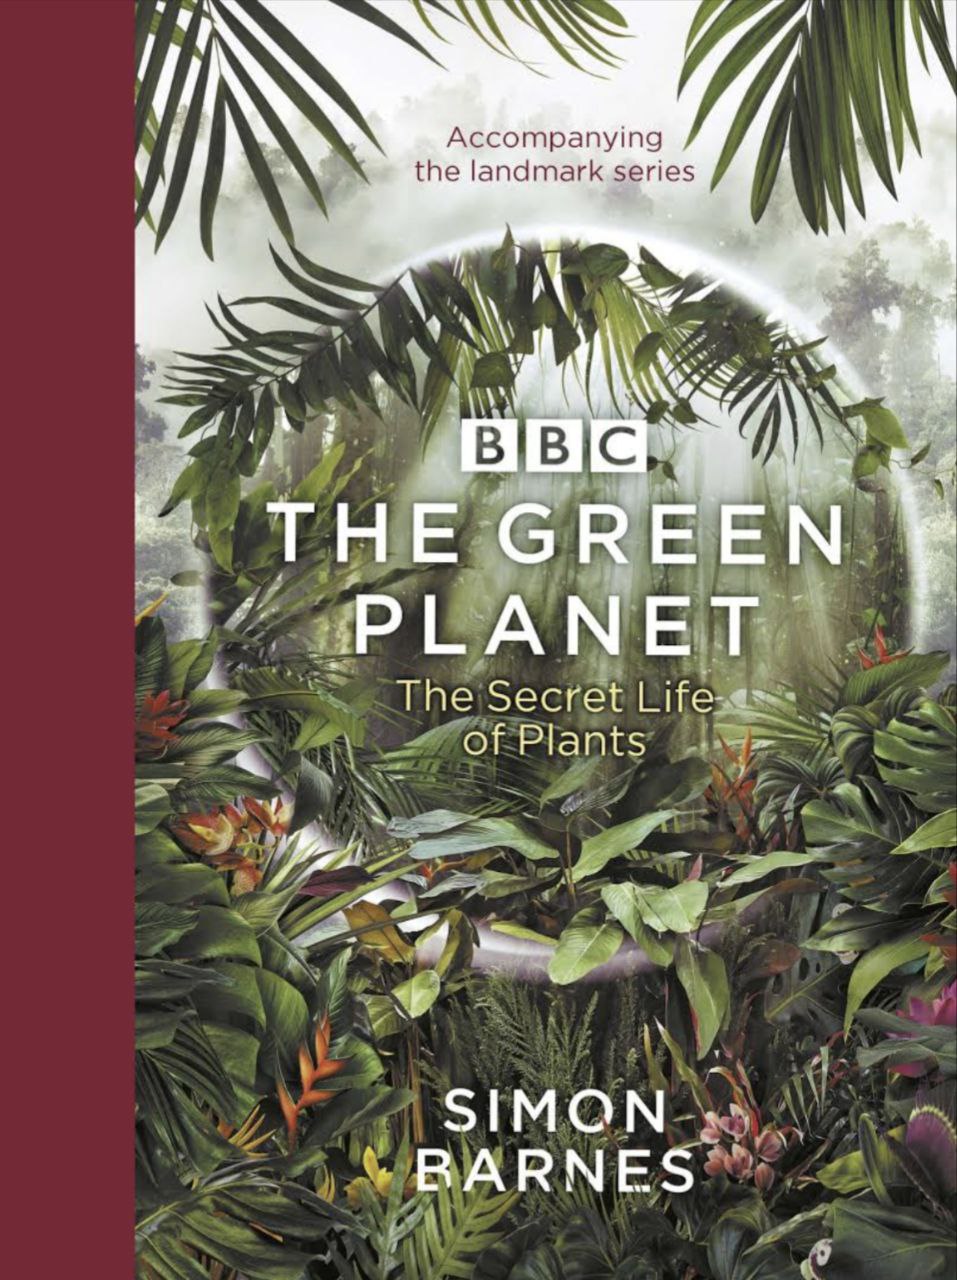 Accompanying
the landmark series
BBC
THE GREEN
PLANET
The Secret Life
of Plants
SIMON
BARNES